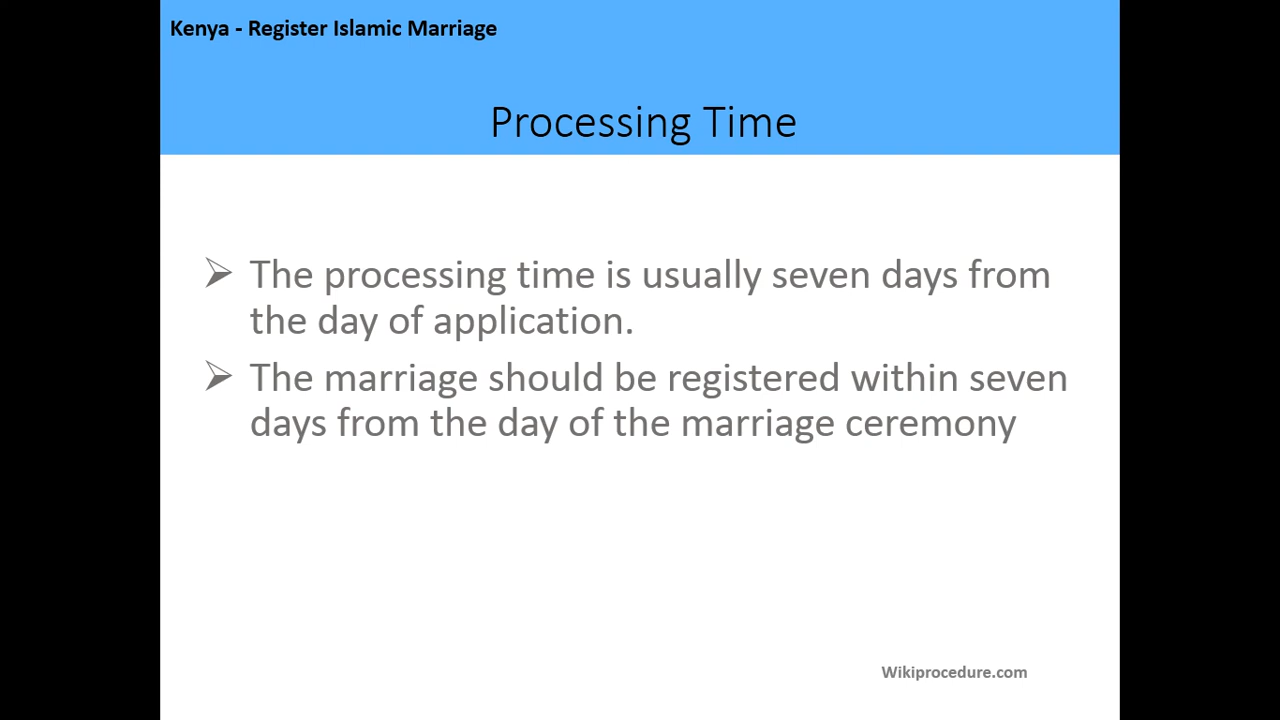 Kenya - Register Islamic Marriage
Processing Time
➢ The processing time is usually seven days from
the day of application.
➢ The marriage should be registered within seven
days from the day of the marriage ceremony
Wikiprocedure.com